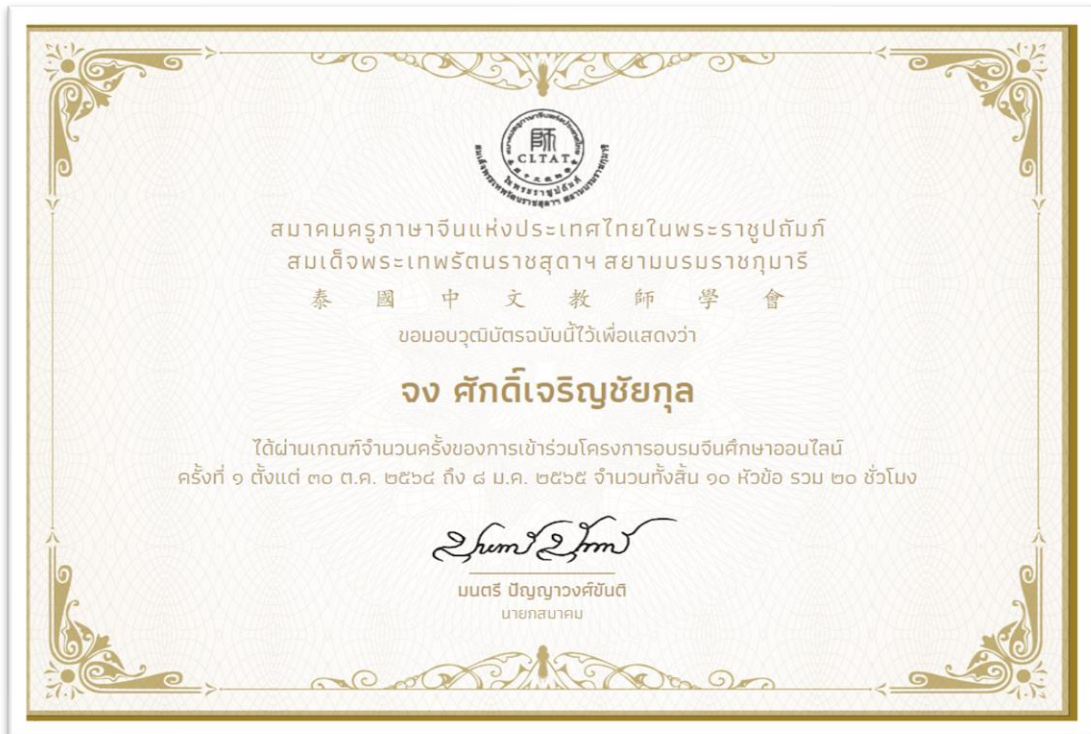 師
CLTAT
สมาคมครูภาษาจีนแห่งประเทศไทยในพระราชูปถัมภ์
สมเด็จพระเทพรัตนราชสุดาฯ สยามบรมราชกุมารี
泰 國 中 文 教 師 學 會
ขอมอบวุฒิบัตรฉบับนี้ไว้เพื่อแสดงว่า
จง ศักดิ์เจริญชัยกุล
ได้ผ่านเกณฑ์จำนวนครั้งของการเข้าร่วมโครงการอบรมจีนศึกษาออนไลน์
ครั้งที่ ๑ ตั้งแต่ ๓๐ ต.ค. ๒๕๖๔ ถึง ๘ ม.ค. ๒๕๖๕ จำนวนทั้งสิ้น ๑๐ หัวข้อ รวม ๒๐ ชั่วโมง
มนตรี ปัญญาวงศ์ขันติ
นายกสมาคม